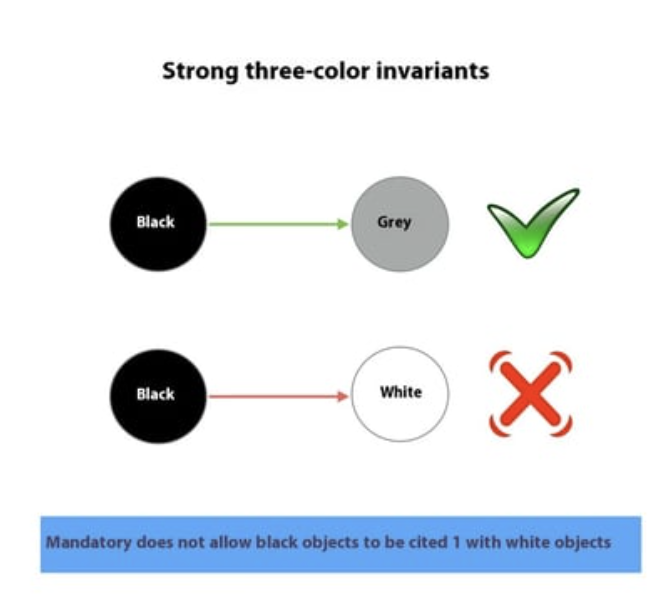 Strong three-color invariants
Black
Grey
Black
White
Mandatory does not allow black objects to be cited 1 with white objects